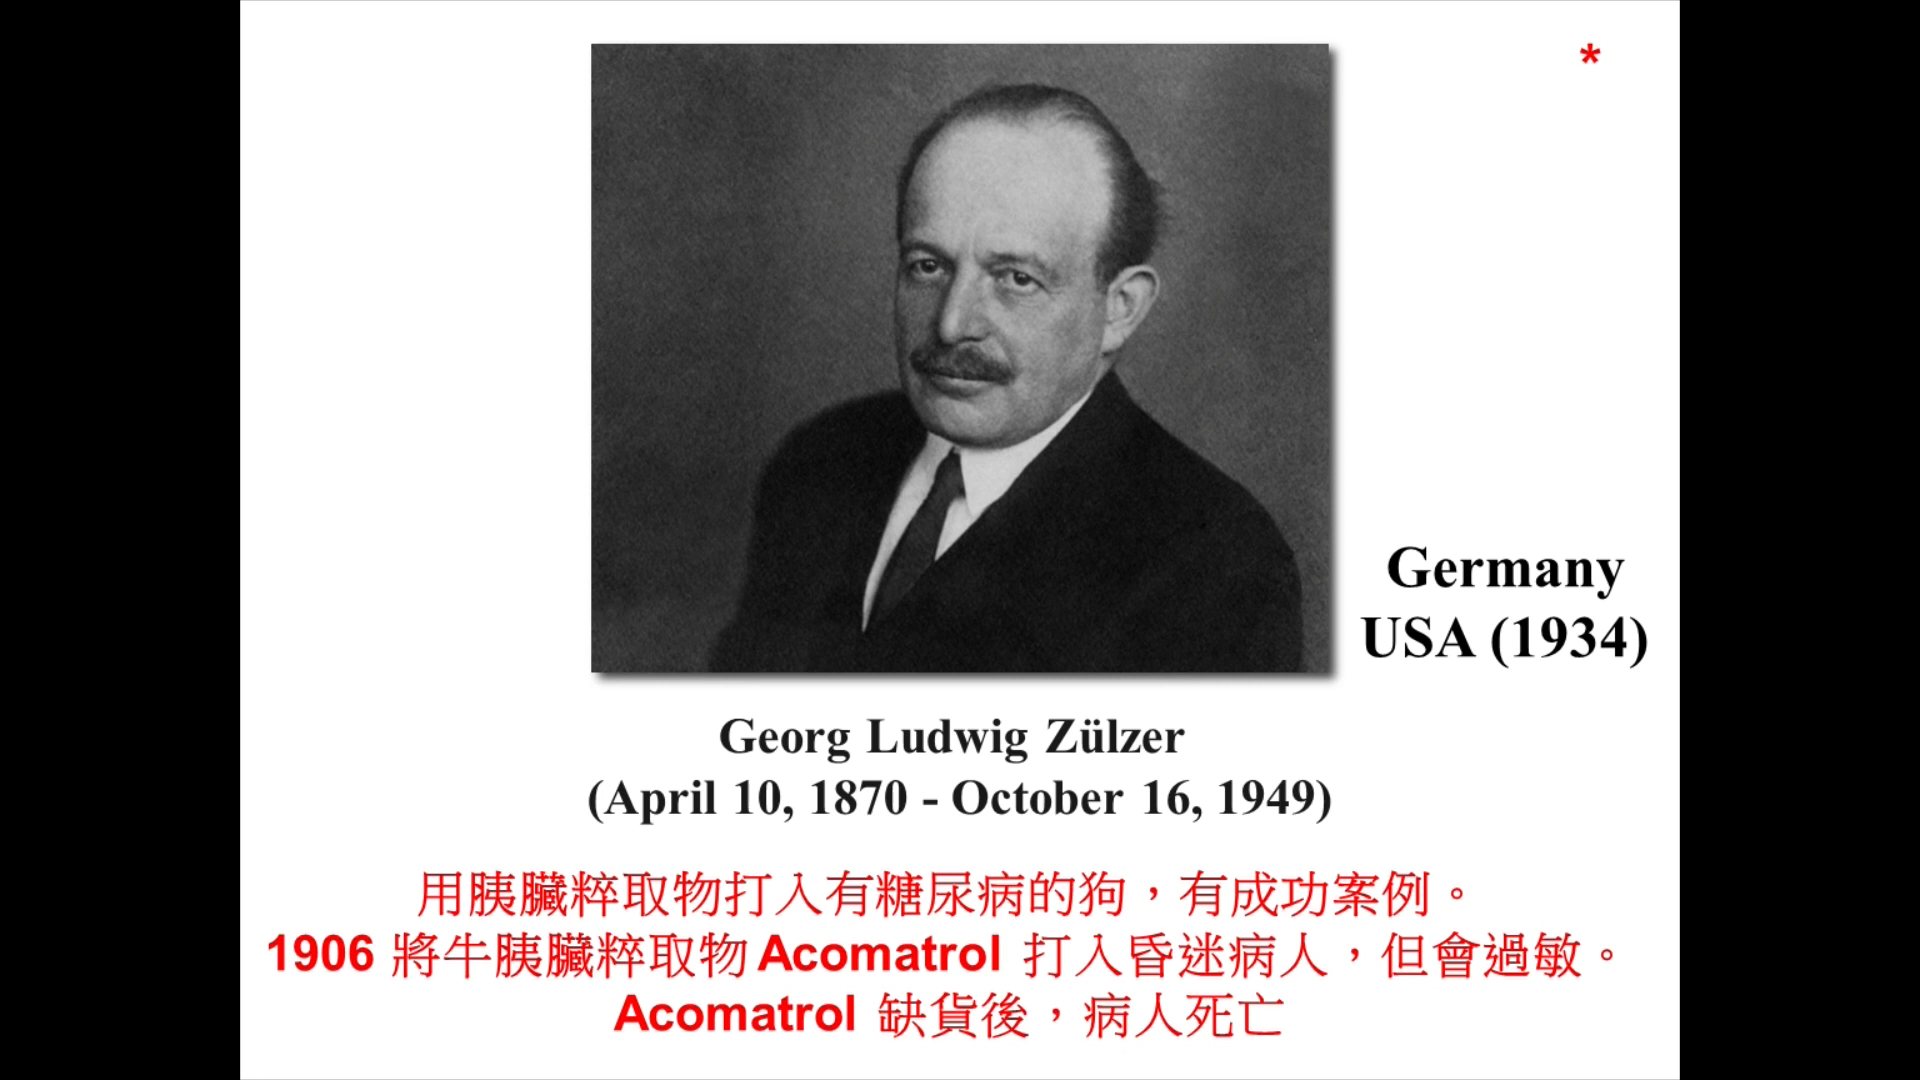 *
Germany
USA (1934)
Georg Ludwig Zülzer
(April 10, 1870 - October 16, 1949)
用胰臟粹取物打入有糖尿病的狗，有成功案例。
1906 將牛胰臟粹取物 Acomatrol 打入昏迷病人，但會過敏。
Acomatrol 缺貨後，病人死亡